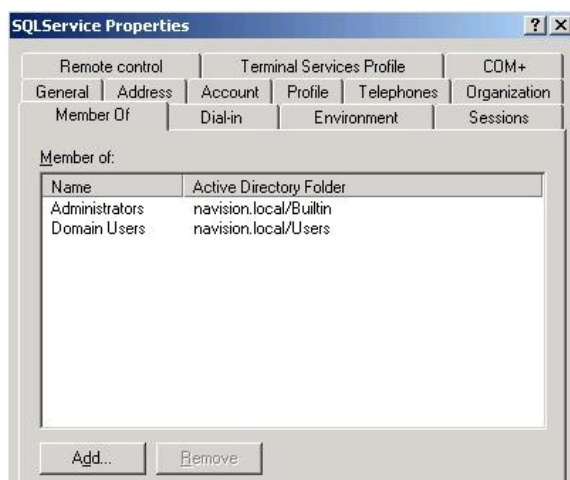 SQLService Properties
Remote control Terminal Services Profile COM+
General Address Account Profile Telephones Organization
Member Of Dial-in Environment Sessions
Member of:
Name Active Directory Folder
Administrators navision.local/Builtin
Domain Users navision.local/Users
Add... Remove